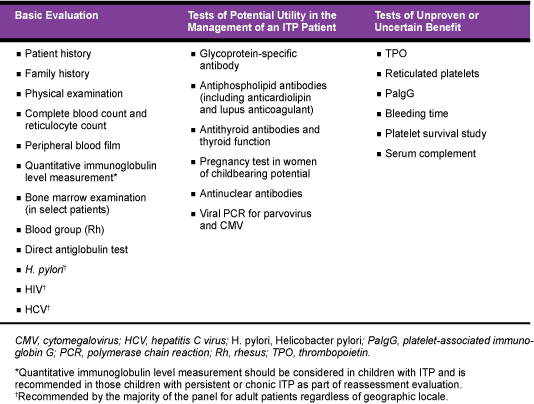 Basic Evaluation
Patient history
Family history
Physical examination
Complete blood count and
reticulocyte count
Peripheral blood film
Quantitative immunoglobulin
level measurement*
Bone marrow examination
(in select patients)
Blood group (Rh)
Direct antiglobulin test
H. pylori†
HIV†
HCV†
Tests of Potential Utility in the
Management of an ITP Patient
Glycoprotein-specific
antibody
Antiphospholipid antibodies
(including anticardiolipin
and lupus anticoagulant)
Antithyroid antibodies and
thyroid function
Pregnancy test in women
of childbearing potential
Antinuclear antibodies
Viral PCR for parvovirus
and CMV
Tests of Unproven or
Uncertain Benefit
TPO
Reticulated platelets
PaIgG
Bleeding time
Platelet survival study
Serum complement
CMV, cytomegalovirus; HCV, hepatitis C virus; H. pylori, Helicobacter pylori; PaIgG, platelet-associated immuno-
globin G; PCR, polymerase chain reaction; Rh, rhesus; TPO, thrombopoietin.
*Quantitative immunoglobulin level measurement should be considered in children with ITP and is
recommended in those children with persistent or chonic ITP as part of reassessment evaluation.
†Recommended by the majority of the panel for adult patients regardless of geographic locale.